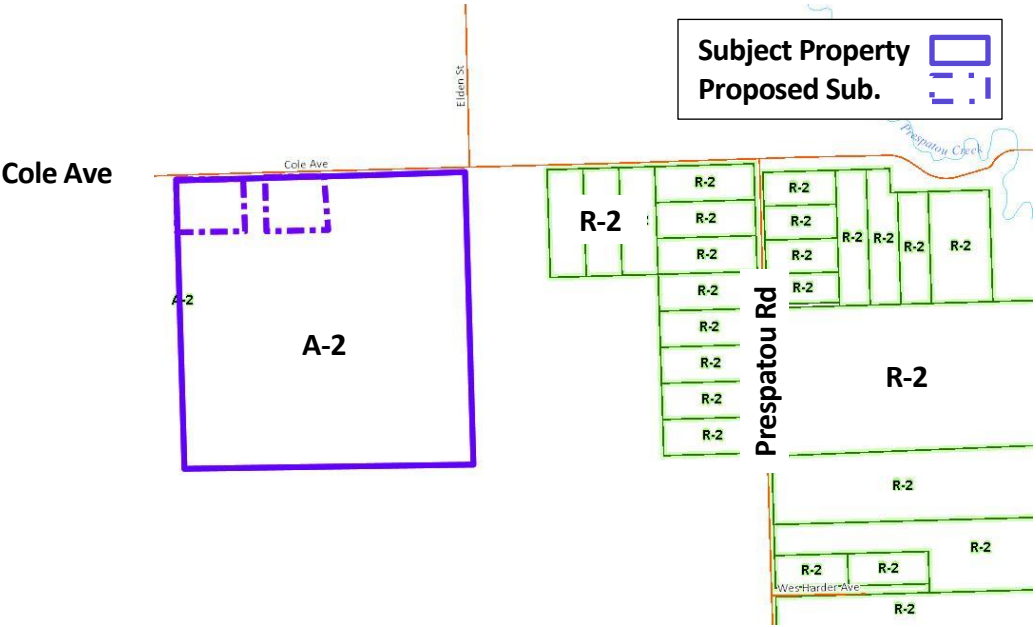 Subject Property
Proposed Sub.
Elden St
Prespatou Creek
Cole Ave
Cole Ave
R-2
R-2
R-2
R-2
R-2
R-2
R-2
R-2
R-2
R-2
R-2
R-2
R-2
R-2
A-2
A-2
Prespatou Rd
R-2
R-2
R-2
R-2
R-2
R-2
R-2
R-2
R-2
Wes Harder Ave
R-2